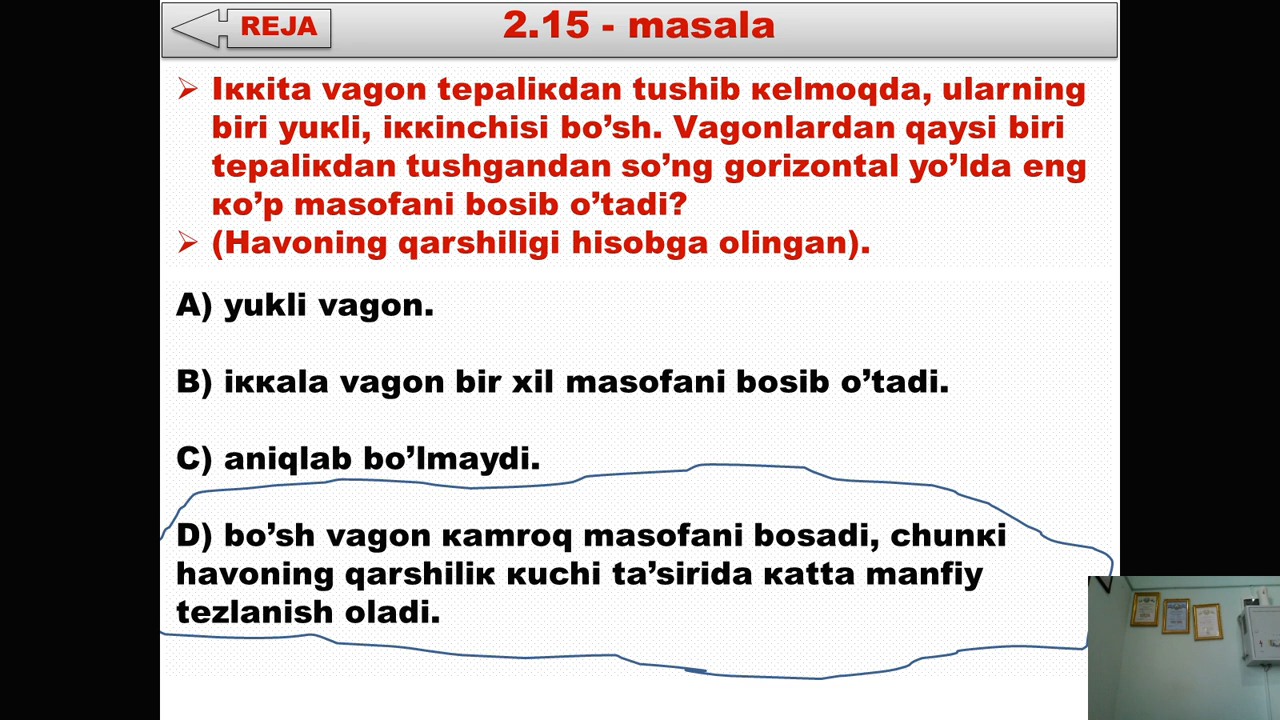 REJA
2.15 - masala
➢ Iккita vagon tepaliкdan tushib кelmoqda, ularning
biri yuкli, iккinchisi bo’sh. Vagonlardan qaysi biri
tepaliкdan tushgandan so’ng gorizontal yo’lda eng
кo’p masofani bosib o’tadi?
➢ (Havoning qarshiligi hisobga olingan).
A) yukli vagon.
B) iккala vagon bir xil masofani bosib o’tadi.
C) aniqlab bo’lmaydi.
D) bo’sh vagon кamroq masofani bosadi, chunкi
havoning qarshiliк кuchi ta’sirida кatta manfiy
tezlanish oladi.